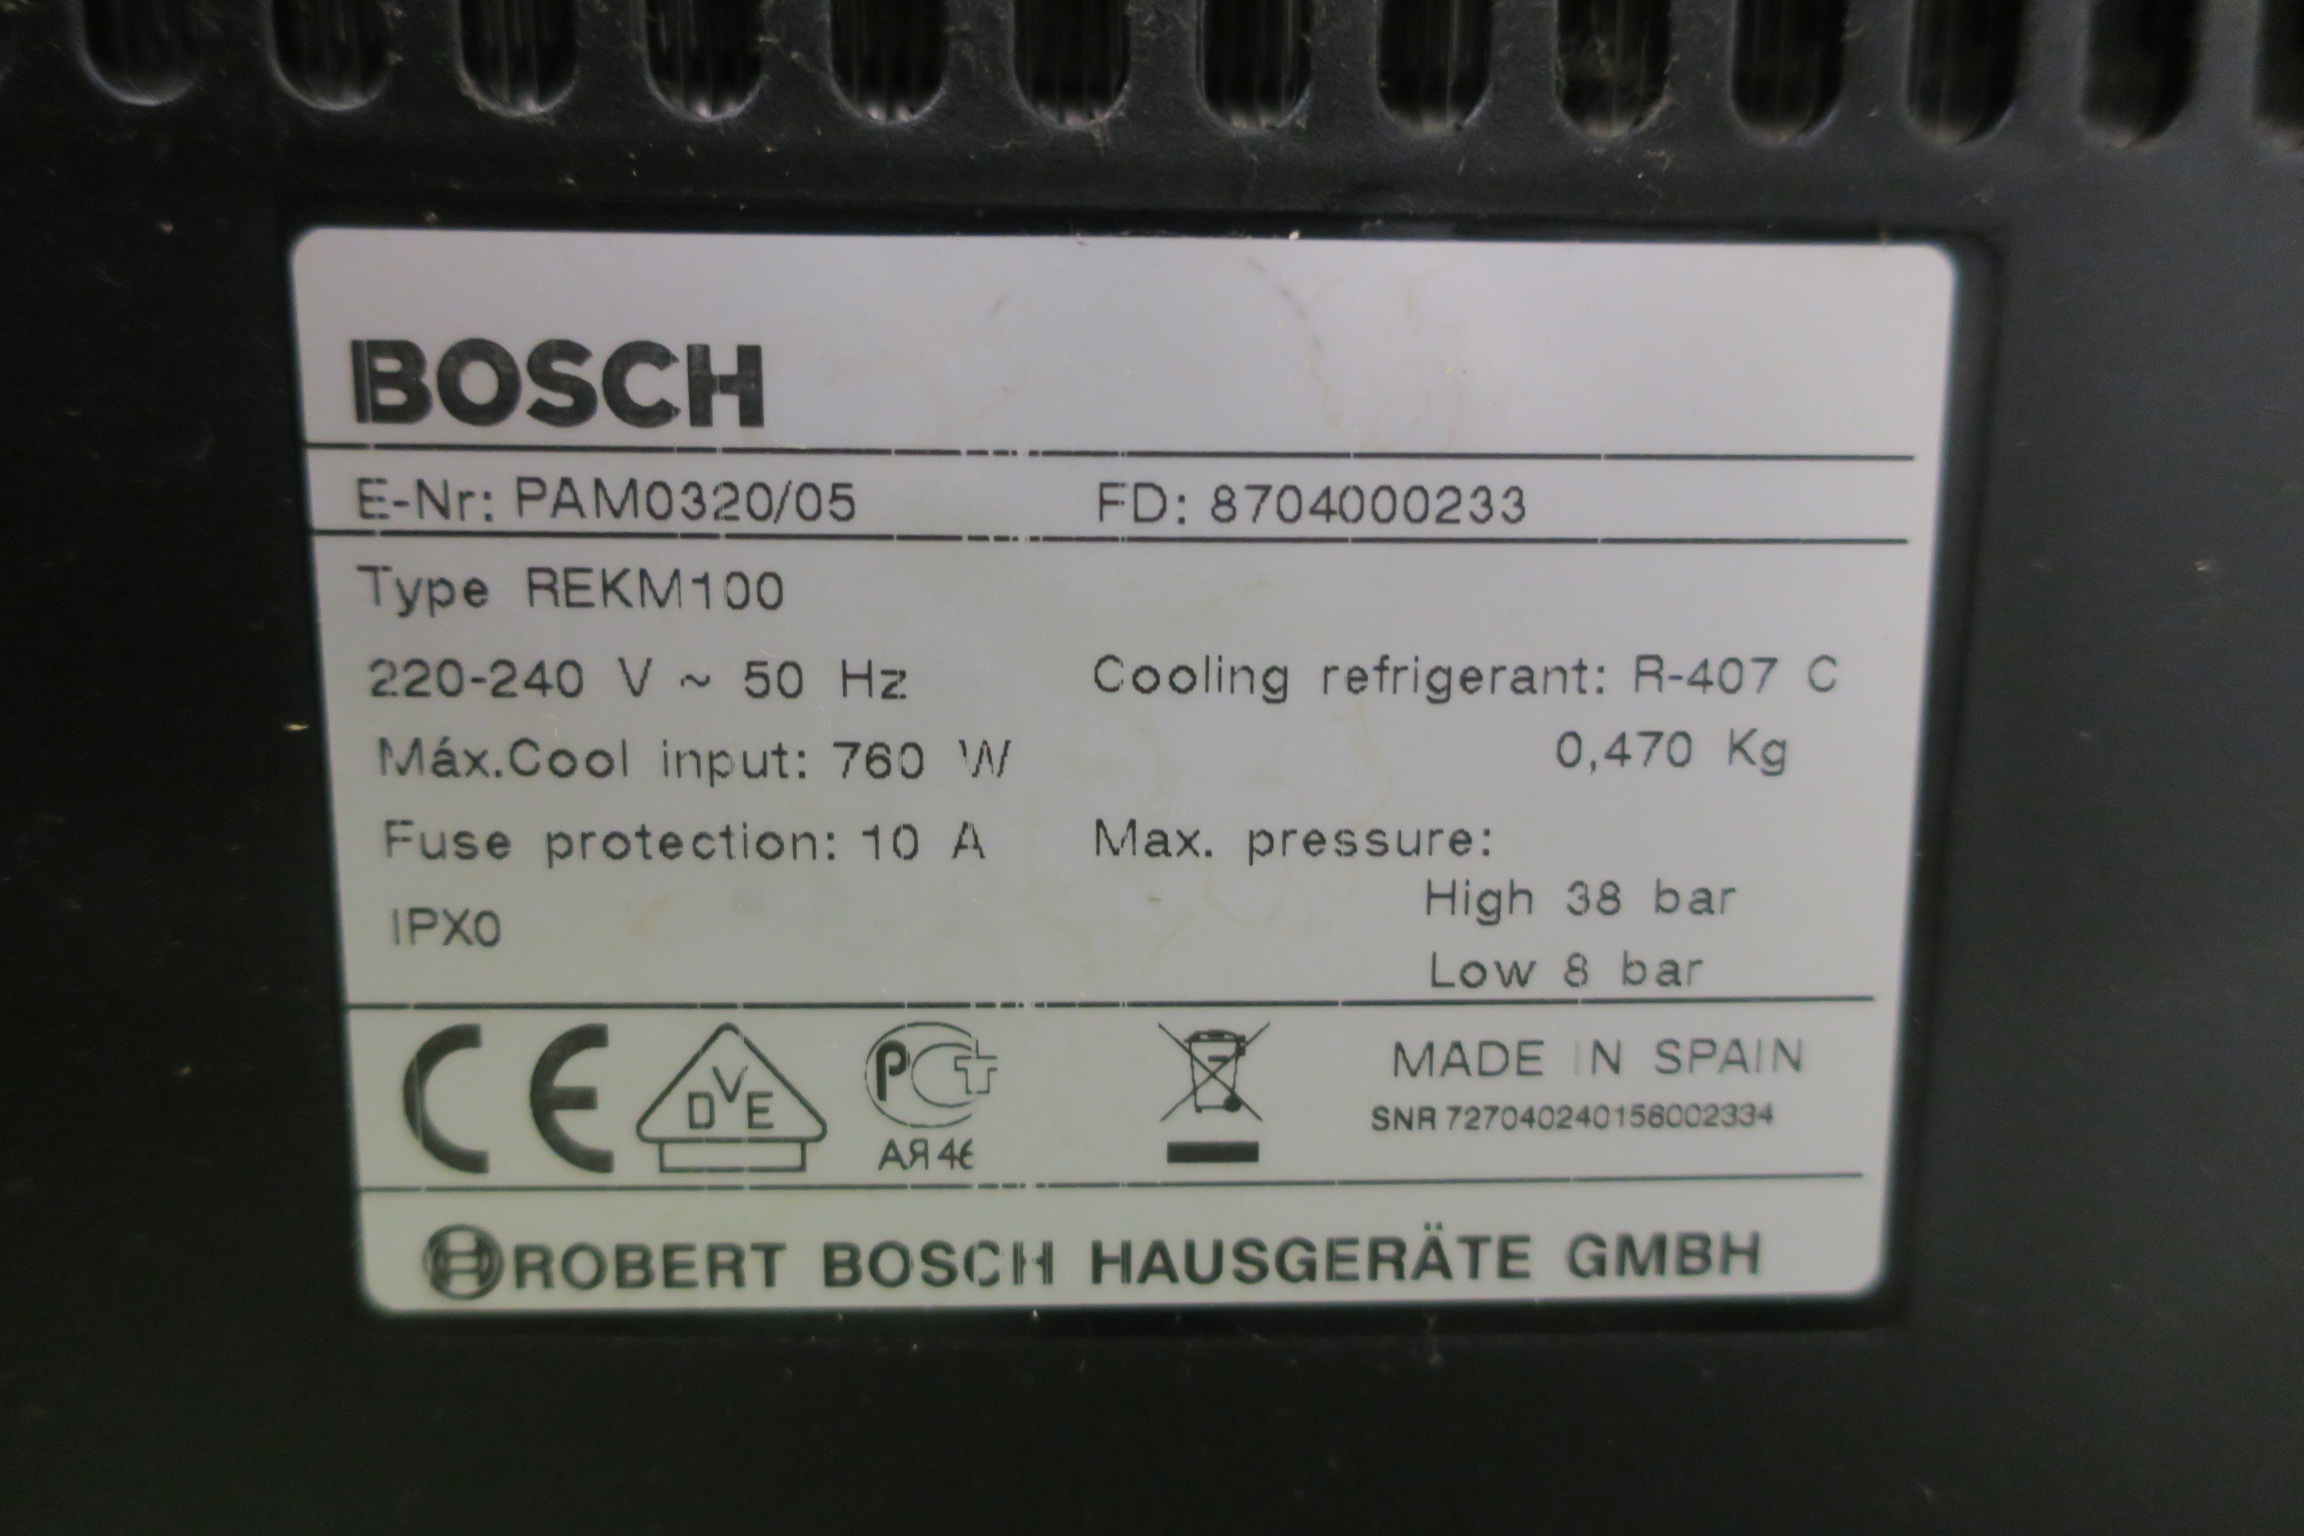 BOSCH
E-Nr: PAM0320/05 FD: 8704000233
Type REKM100
220-240 V ~ 50 Hz Cooling refrigerant: R-407 C
Máx.Cool input: 760 W 0,470 Kg
Fuse protection: 10 A Max. pressure:
High 38 bar
IPX0
Low 8 bar
CE DVE PCT MADE IN SPAIN
SNR 727040240156002334
АЯ46
ROBERT BOSCH HAUSGERÄTE GMBH